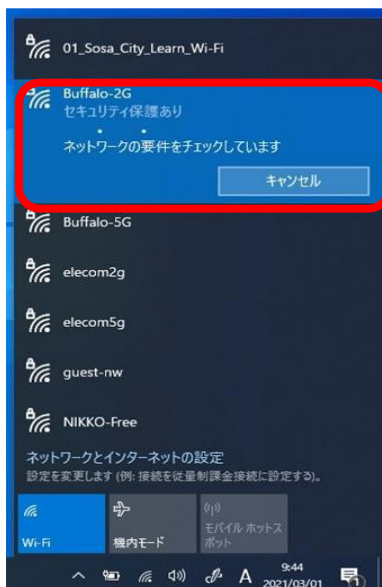 01_Sosa_City_Learn_Wi-Fi
Buffalo-2G
セキュリティ保護あり
ネットワークの要件をチェックしています
キャンセル
Buffalo-5G
elecom2g
elecom5g
guest-nw
NIKKO-Free
ネットワークとインターネットの設定
設定を変更します (例: 接続を従量制課金接続に設定する)。
Wi-Fi
機内モード
モバイル ホットス
ポット
A
9:44
2021/03/01
1